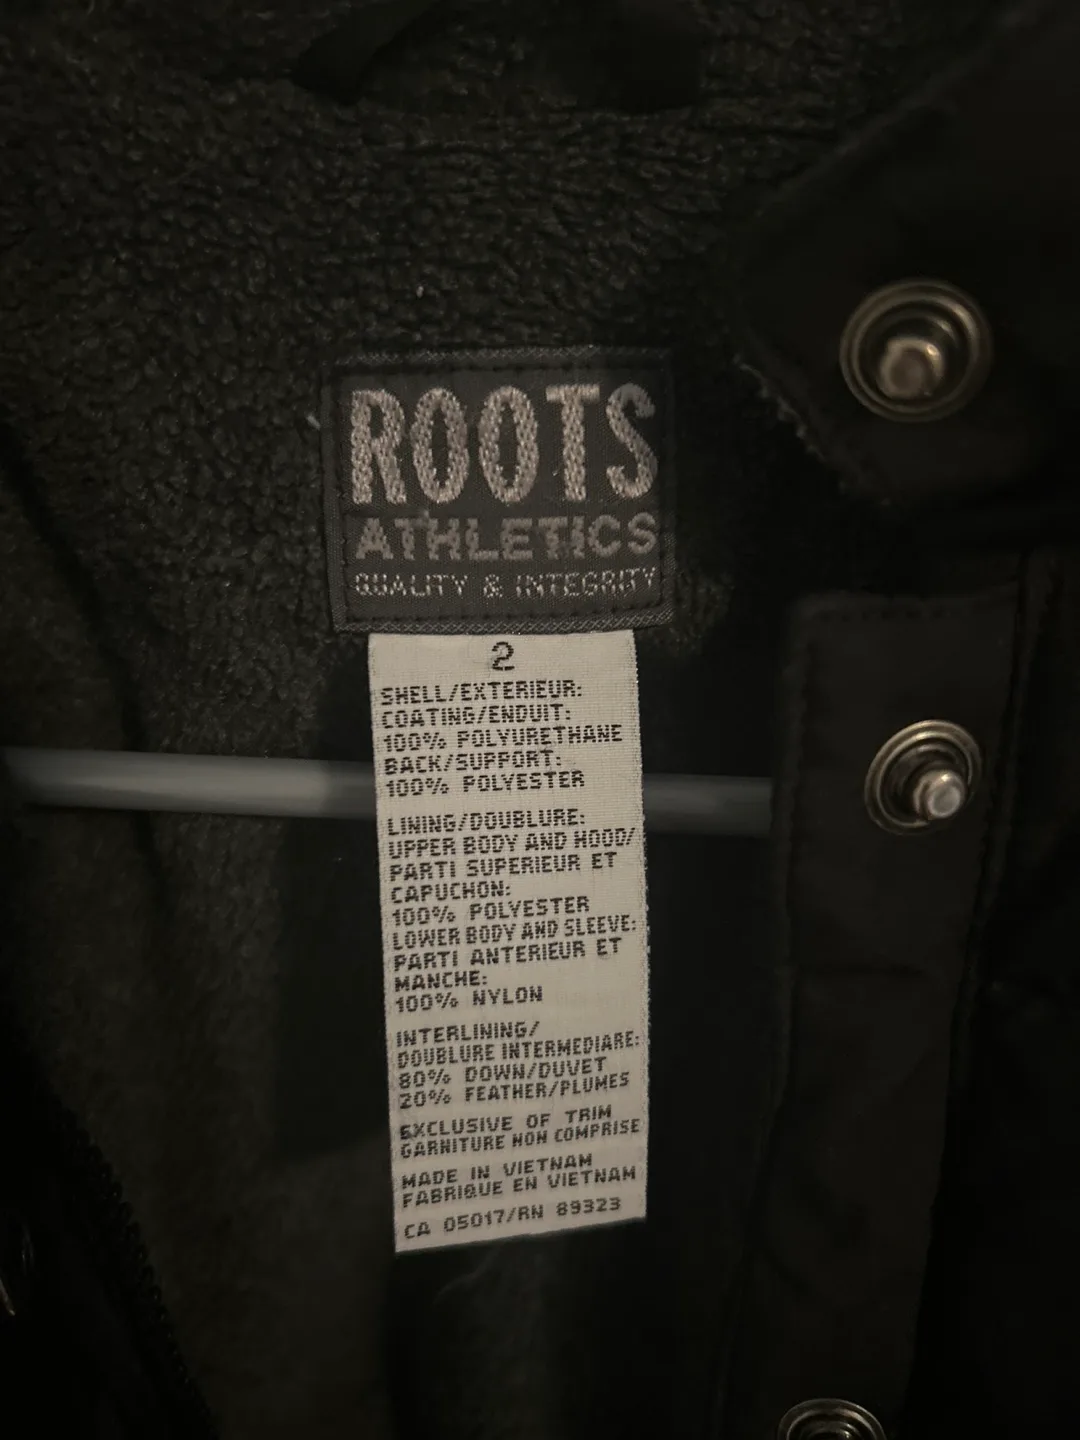 ROOTS
ATHLETICS
QUALITY & INTEGRITY
2
SHELL/EXTERIEUR:
COATING/ENDUIT:
100% POLYURETHANE
BACK/SUPPORT:
100% POLYESTER
LINING/DOUBLURE:
UPPER BODY AND HOOD/
PARTI SUPERIEUR ET
CAPUCHON:
100% POLYESTER
LOWER BODY AND SLEEVE:
PARTI ANTERIEUR ET
MANCHE:
100% NYLON
INTERLINING/
DOUBLURE INTERMEDIARE:
80% DOWN/DUVET
20% FEATHER/PLUMES
EXCLUSIVE OF TRIM
GARNITURE NON COMPRISE
MADE IN VIETNAM
FABRIQUE EN VIETNAM
CA 05017/RN 89323